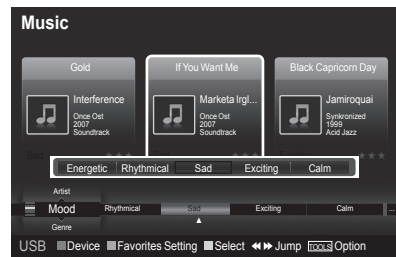 Music
Gold
If You Want Me
Black Capricorn Day
Interference
Once Ost
2007
Soundtrack
Marketa Irgl...
Once Ost
2007
Soundtrack
Jamiroquai
Synkronized
1999
Acid Jazz
Sad
Energetic Rhythmical Sad Exciting Calm
Artist
Mood Rhythmical Sad Exciting Calm ...
Genre
USB Device Favorites Setting Select Jump TOOLS Option